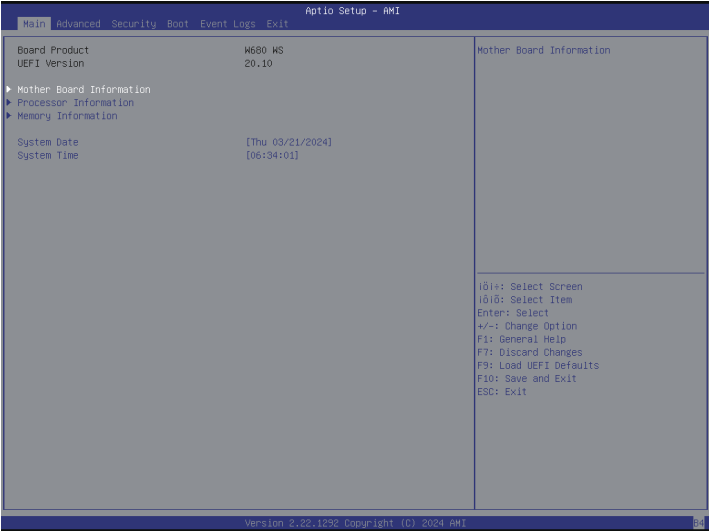 Aptio Setup – AMI
Main Advanced Security Boot Event Logs Exit
Board Product W680 WS
UEFI Version 20.10
Mother Board Information
Processor Information
Memory Information
System Date [Thu 03/21/2024]
System Time [06:34:01]
Mother Board Information
¡ö¡÷: Select Screen
¡ô¡õ: Select Item
Enter: Select
+/-: Change Option
F1: General Help
F7: Discard Changes
F9: Load UEFI Defaults
F10: Save and Exit
ESC: Exit
Version 2.22.1292 Copyright (C) 2024 AMI
B4